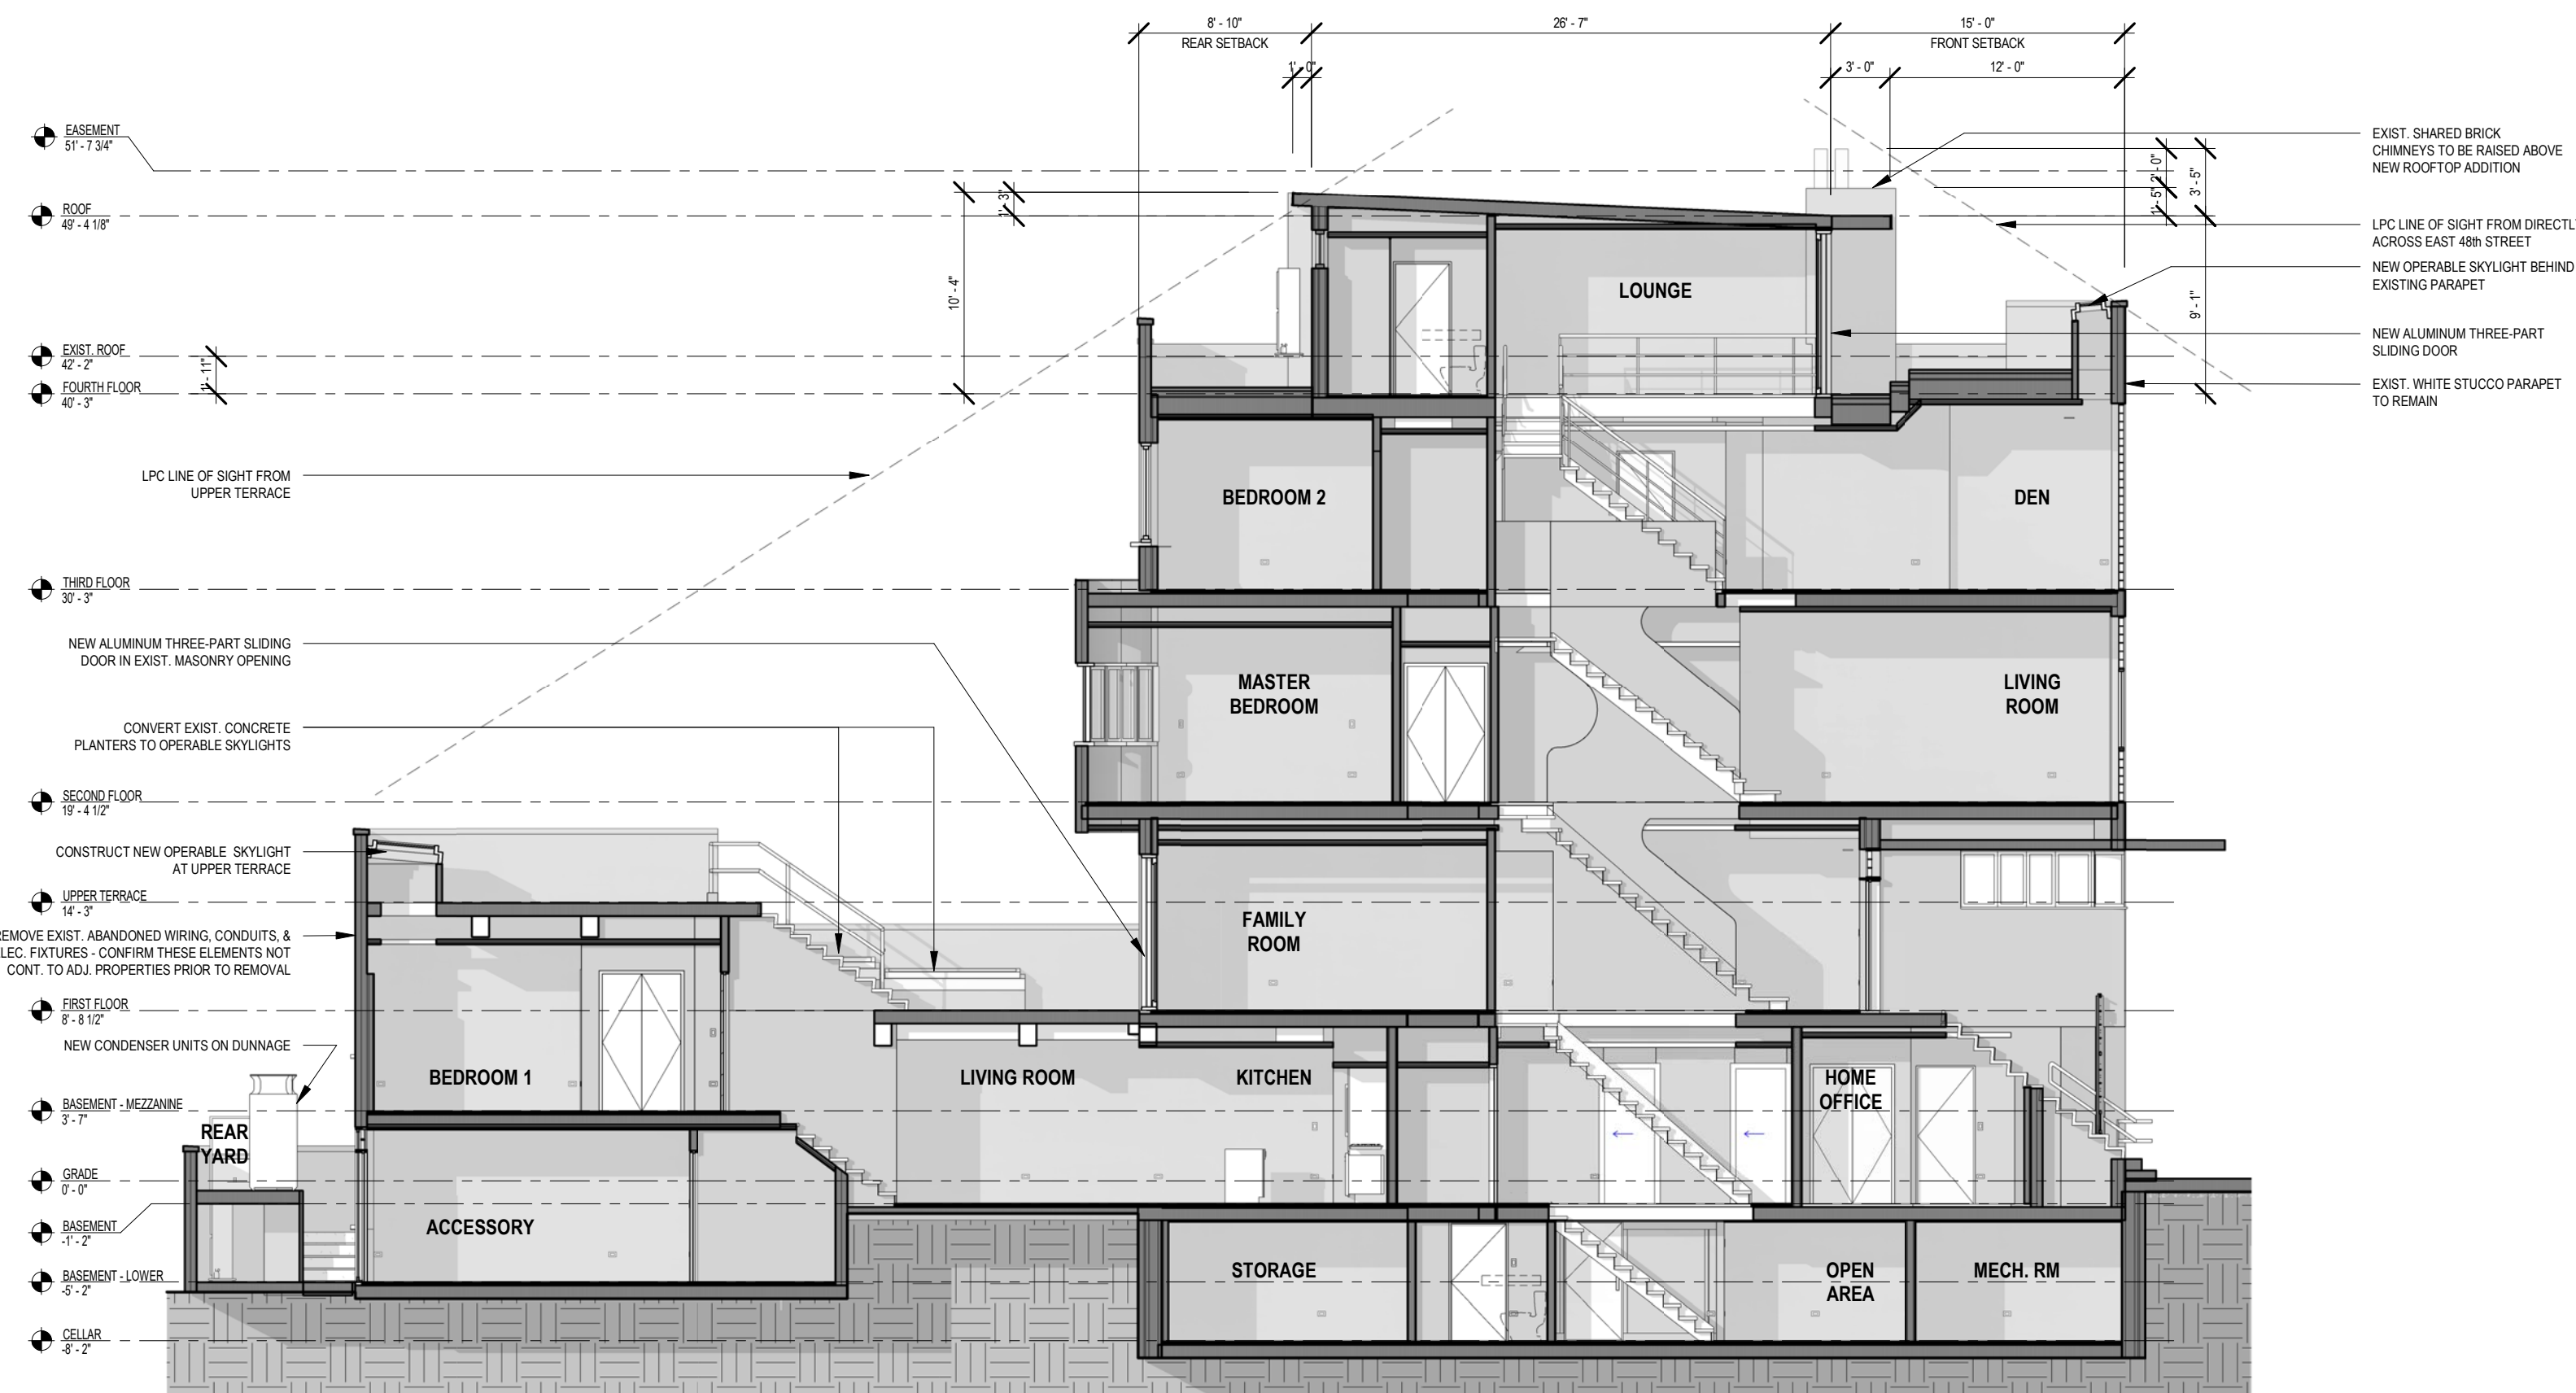 8' - 10"
26' - 7"
15' - 0"
REAR SETBACK
FRONT SETBACK
1' - 0"
3' - 0"
12' - 0"
EASEMENT
51' - 7 3/4"
ROOF
49' - 4 1/8"
EXIST. ROOF
42' - 2"
FOURTH FLOOR
40' - 3"
1' - 11"
10' - 4"
1' - 3"
LPC LINE OF SIGHT FROM
UPPER TERRACE
THIRD FLOOR
30' - 3"
NEW ALUMINUM THREE-PART SLIDING
DOOR IN EXIST. MASONRY OPENING
CONVERT EXIST. CONCRETE
PLANTERS TO OPERABLE SKYLIGHTS
SECOND FLOOR
19' - 4 1/2"
CONSTRUCT NEW OPERABLE SKYLIGHT
AT UPPER TERRACE
UPPER TERRACE
14' - 3"
REMOVE EXIST. ABANDONED WIRING, CONDUITS, &
LEC. FIXTURES - CONFIRM THESE ELEMENTS NOT
CONT. TO ADJ. PROPERTIES PRIOR TO REMOVAL
FIRST FLOOR
8' - 8 1/2"
NEW CONDENSER UNITS ON DUNNAGE
BASEMENT - MEZZANINE
3' - 7"
GRADE
0' - 0"
BASEMENT
-1' - 2"
BASEMENT - LOWER
-5' - 2"
CELLAR
-8' - 2"
LOUNGE
BEDROOM 2
DEN
MASTER
BEDROOM
LIVING
ROOM
FAMILY
ROOM
BEDROOM 1
LIVING ROOM
KITCHEN
HOME
OFFICE
REAR
YARD
ACCESSORY
STORAGE
OPEN
AREA
MECH. RM
2' - 0"
1' - 5"
3' - 5"
9' - 1"
EXIST. SHARED BRICK
CHIMNEYS TO BE RAISED ABOVE
NEW ROOFTOP ADDITION
LPC LINE OF SIGHT FROM DIRECTL
ACROSS EAST 48th STREET
NEW OPERABLE SKYLIGHT BEHIND
EXISTING PARAPET
NEW ALUMINUM THREE-PART
SLIDING DOOR
EXIST. WHITE STUCCO PARAPET
TO REMAIN